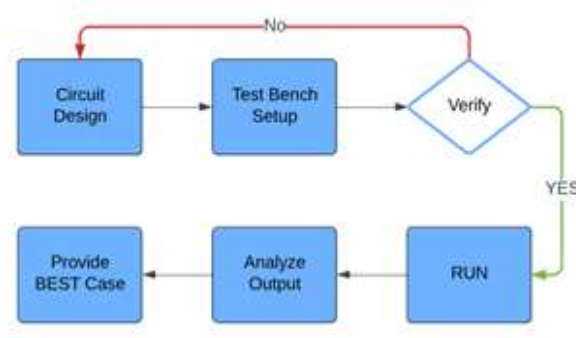 No
Circuit
Design
Test Bench
Setup
Verify
YES
Provide
BEST Case
Analyze
Output
RUN